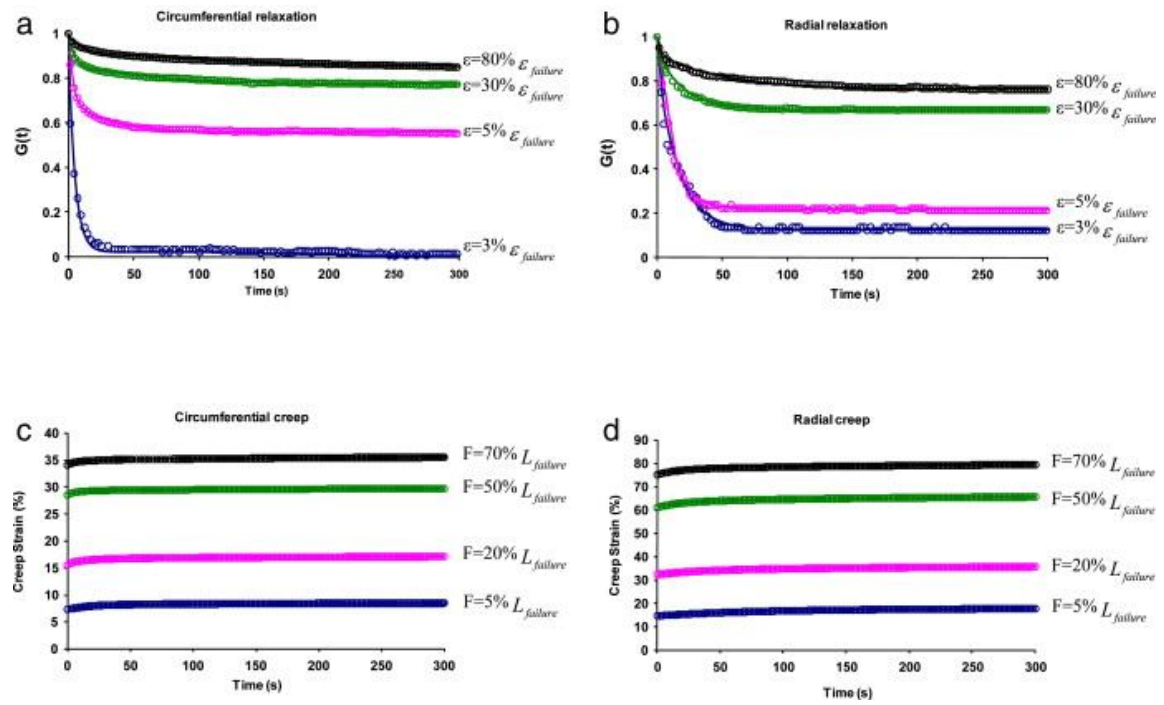 a
Circumferential relaxation
G(t)
1
0.8
0.6
0.4
0.2
0
0 50 100 150 200 250 300
Time (s)
ε=80% ε failure
ε=30% ε failure
ε=5% ε failure
ε=3% ε failure
b
Radial relaxation
G(t)
1
0.8
0.6
0.4
0.2
0
0 50 100 150 200 250 300
Time (s)
ε=80% ε failure
ε=30% ε failure
ε=5% ε failure
ε=3% ε failure
c
Circumferential creep
Creep Strain (%)
40
35
30
25
20
15
10
5
0
0 50 100 150 200 250 300
Time (s)
F=70% L failure
F=50% L failure
F=20% L failure
F=5% L failure
d
Radial creep
Creep Strain (%)
90
80
70
60
50
40
30
20
10
0
0 50 100 150 200 250 300
Time (s)
F=70% L failure
F=50% L failure
F=20% L failure
F=5% L failure